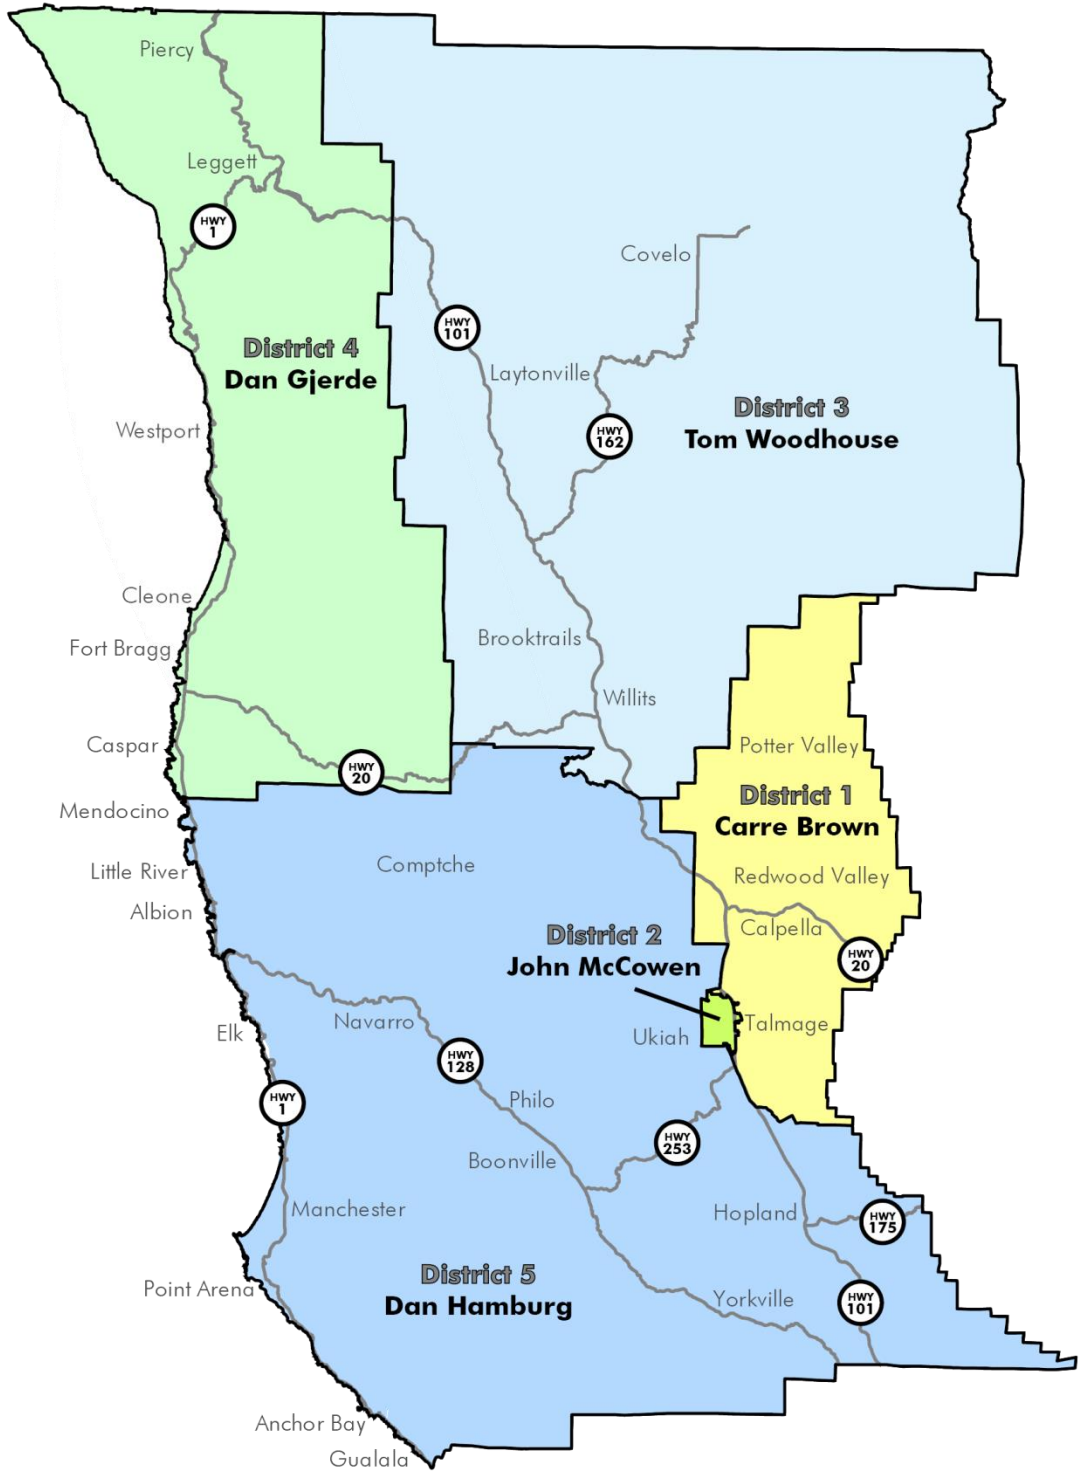 Piercy
Leggett
HWY
1
Covelo
HWY
101
District 4
Dan Gjerde
Laytonville
District 3
Tom Woodhouse
Westport
HWY
162
Cleone
Fort Bragg
Brooktrails
Willits
Caspar
Potter Valley
HWY
20
District 1
Carre Brown
Mendocino
Little River
Comptche
Redwood Valley
Albion
Calpella
District 2
John McCowen
HWY
20
Elk
Navarro
Ukiah
Talmage
HWY
128
HWY
1
Philo
HWY
253
Boonville
Manchester
Hopland
HWY
175
Point Arena
District 5
Dan Hamburg
Yorkville
HWY
101
Anchor Bay
Gualala